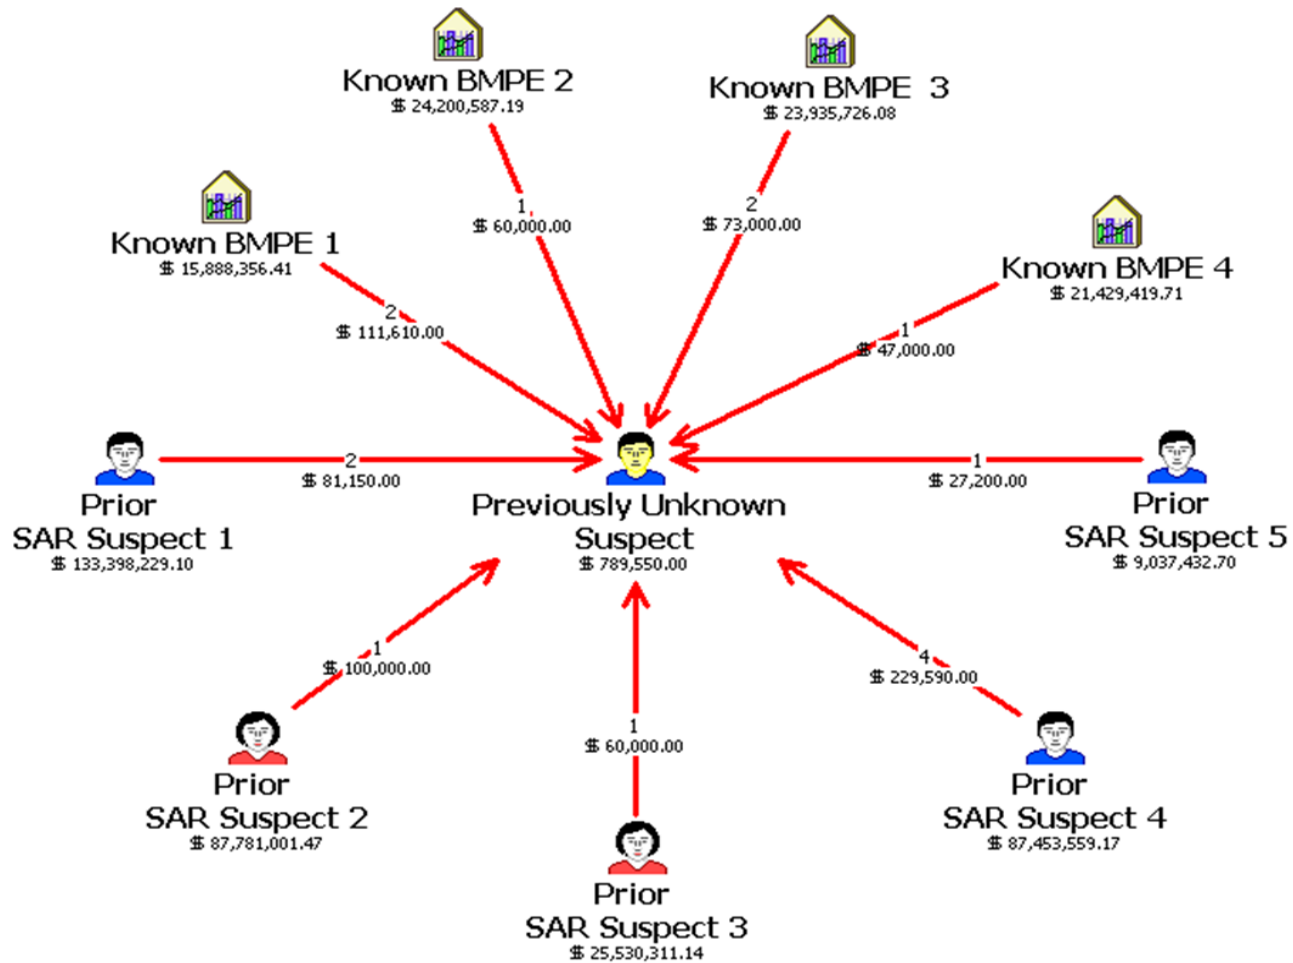 Known BMPE 2
$ 24,200,587.19
Known BMPE 3
$ 23,935,726.08
Known BMPE 1
$ 15,888,356.41
Known BMPE 4
$ 21,429,419.71
1
$ 60,000.00
2
$ 73,000.00
2
$ 111,610.00
1
$ 47,000.00
Prior
SAR Suspect 1
$ 133,398,229.10
2
$ 81,150.00
Previously Unknown
Suspect
$ 789,550.00
1
$ 27,200.00
Prior
SAR Suspect 5
$ 9,037,432.70
1
$ 100,000.00
4
$ 229,590.00
1
$ 60,000.00
Prior
SAR Suspect 2
$ 87,781,001.47
Prior
SAR Suspect 4
$ 87,453,559.17
Prior
SAR Suspect 3
$ 25,530,311.14